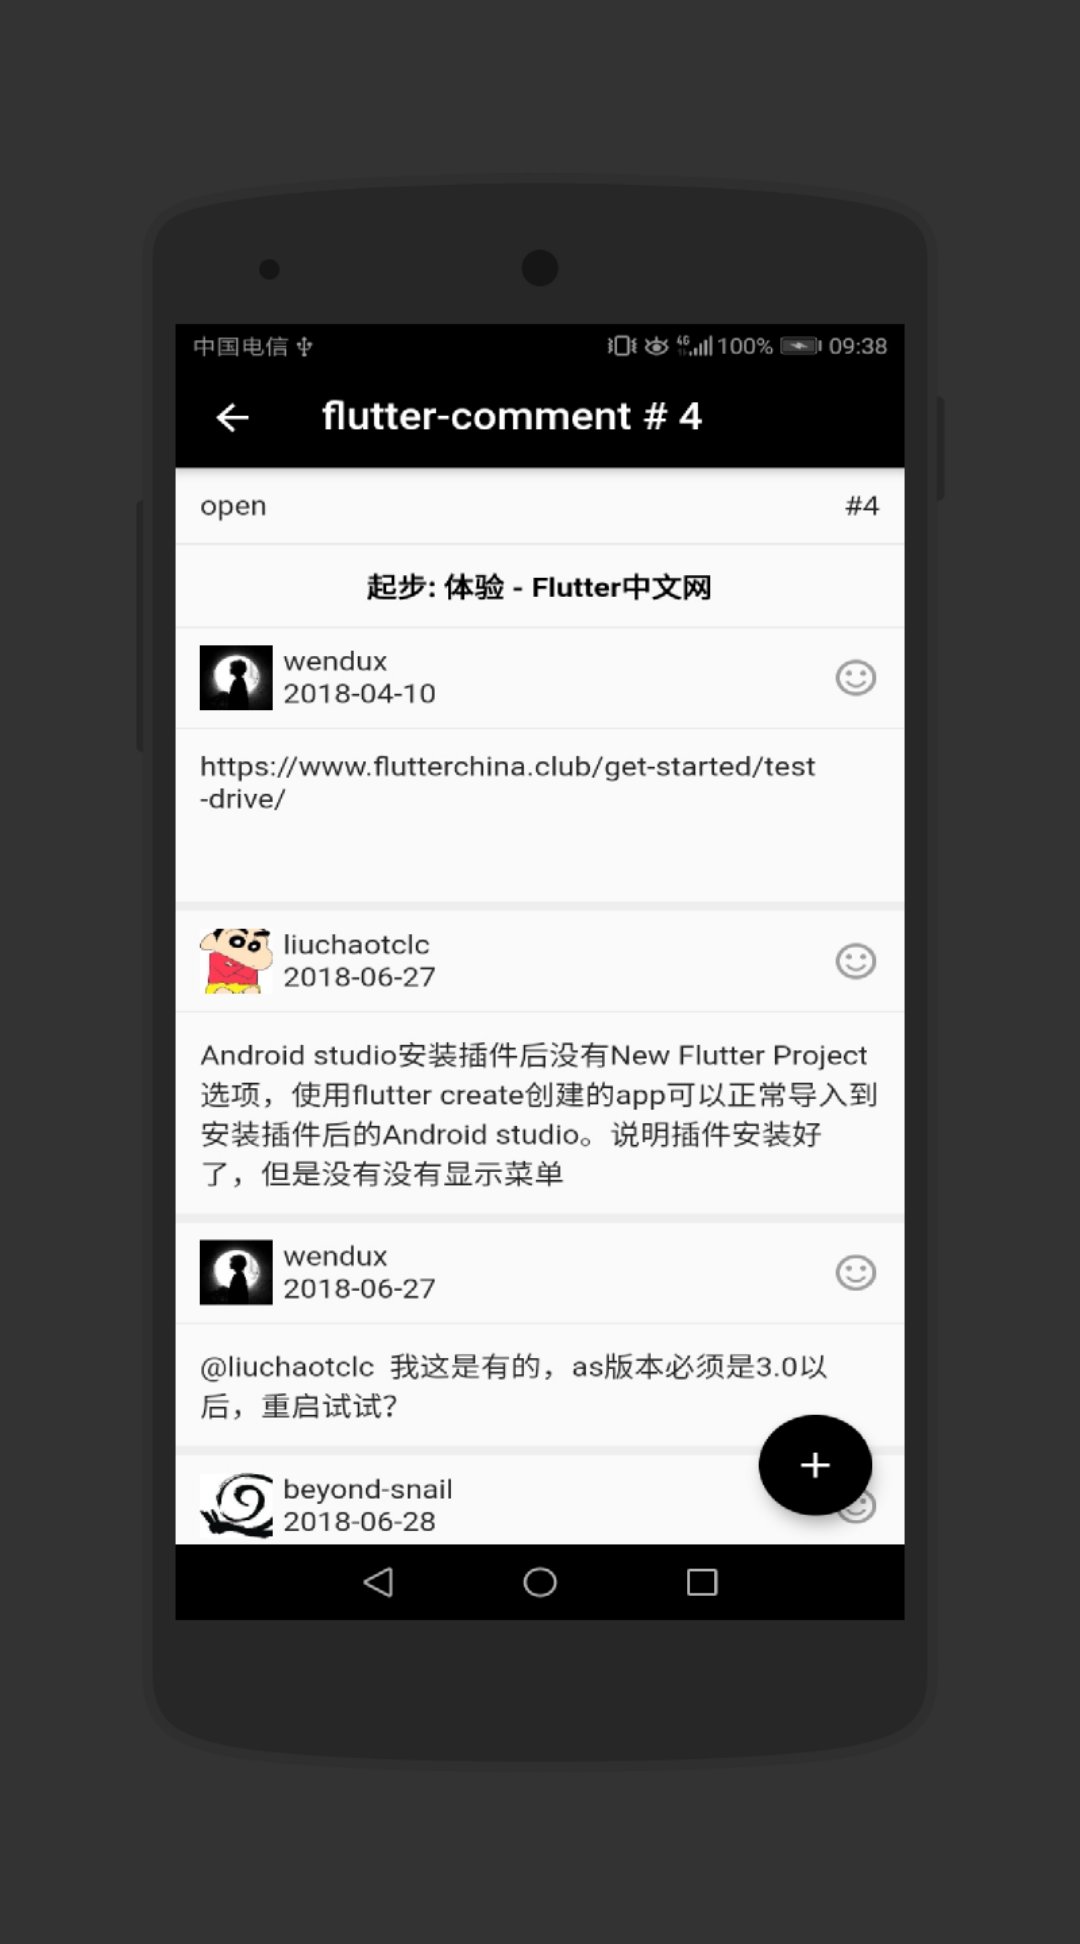 中国电信 4G 100% 09:38
flutter-comment # 4
open #4
起步: 体验 - Flutter中文网
wendux
2018-04-10
https://www.flutterchina.club/get-started/test
-drive/
liuchaotclc
2018-06-27
Android studio安装插件后没有New Flutter Project
选项，使用flutter create创建的app可以正常导入到
安装插件后的Android studio。说明插件安装好
了，但是没有没有显示菜单
wendux
2018-06-27
@liuchaotclc 我这是有的，as版本必须是3.0以
后，重启试试？
beyond-snail
2018-06-28